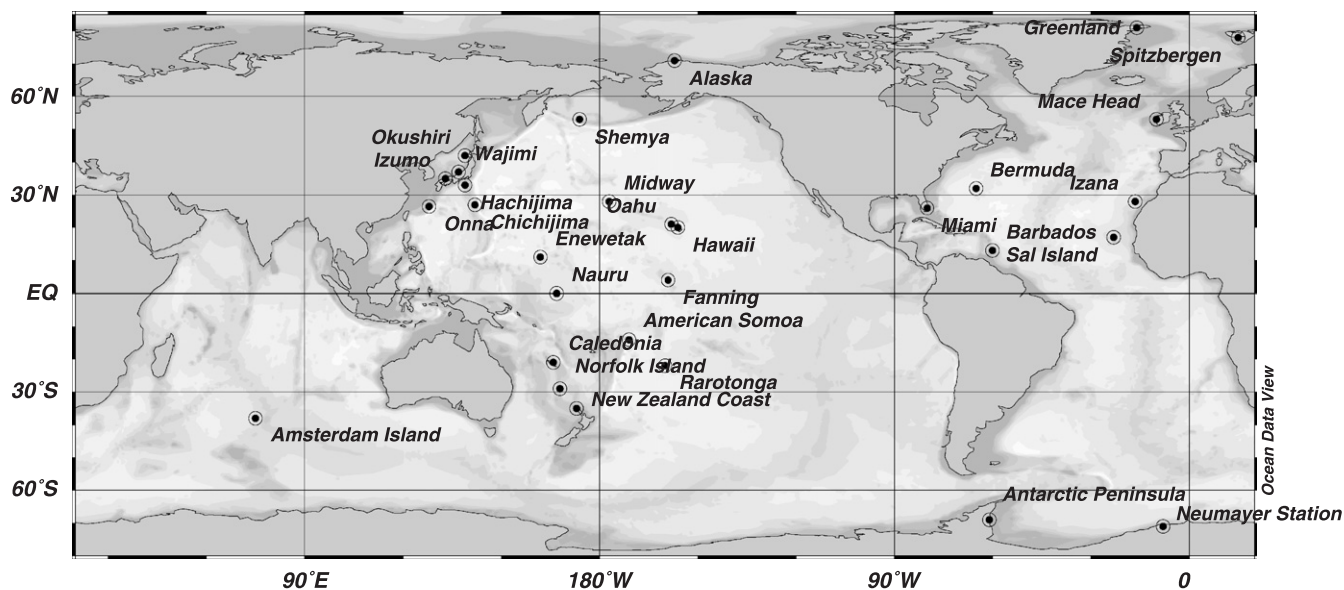 Greenland
Spitzbergen
Alaska
60˚N
Mace Head
Okushiri
Shemya
Izumo
Wajimi
Bermuda
Midway
Izana
30˚N
Hachijima
Oahu
Onna
Chichijima
Miami
Barbados
Enewetak
Hawaii
Sal Island
Nauru
EQ
Fanning
American Somoa
Caledonia
Norfolk Island
Rarotonga
30˚S
New Zealand Coast
Amsterdam Island
Ocean Data View
60˚S
Antarctic Peninsula
Neumayer Station
90˚E
180˚W
90˚W
0